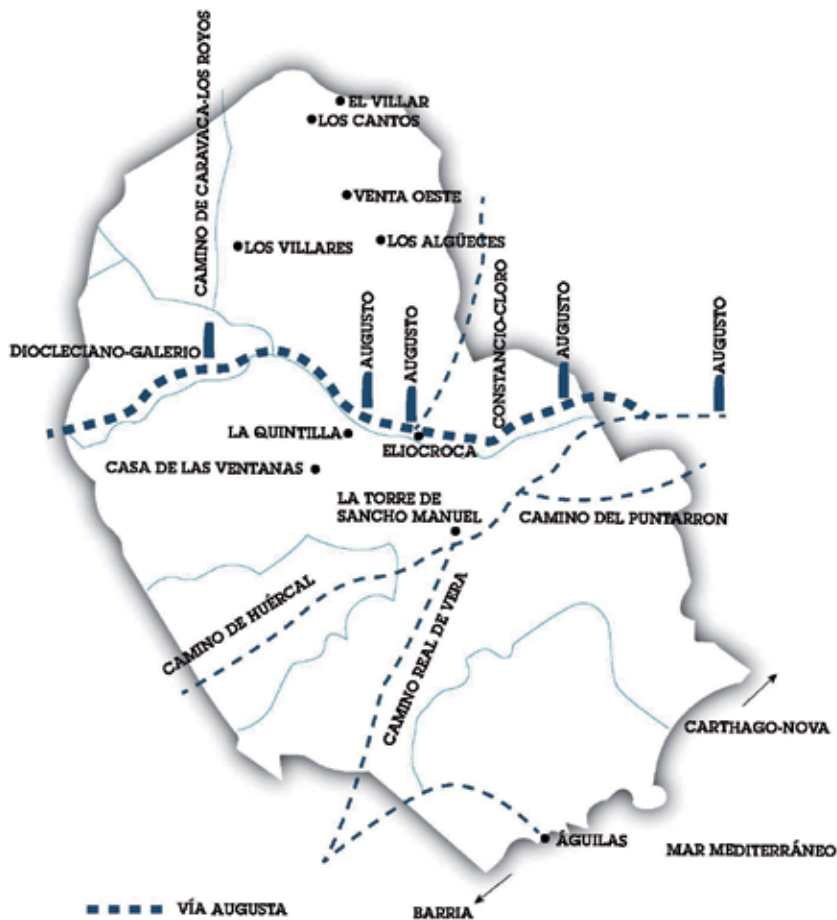 EL VILLAR
LOS CANTOS
CAMINO DE CARAVACA-LOS ROYOS
VENTA OESTE
LOS VILLARES
LOS ALGÜECES
DIOCLECIANO-GALERIO
AUGUSTO
AUGUSTO
CONSTANCIO-CLORO
AUGUSTO
AUGUSTO
LA QUINTILLA
ELIOCROCA
CASA DE LAS VENTANAS
LA TORRE DE
SANCHO MANUEL
CAMINO DEL PUNTARRON
CAMINO DE HUÉRCAL
CAMINO REAL DE VERA
CARTHAGO-NOVA
ÁGUILAS
MAR MEDITERRÁNEO
VÍA AUGUSTA
BARRIA